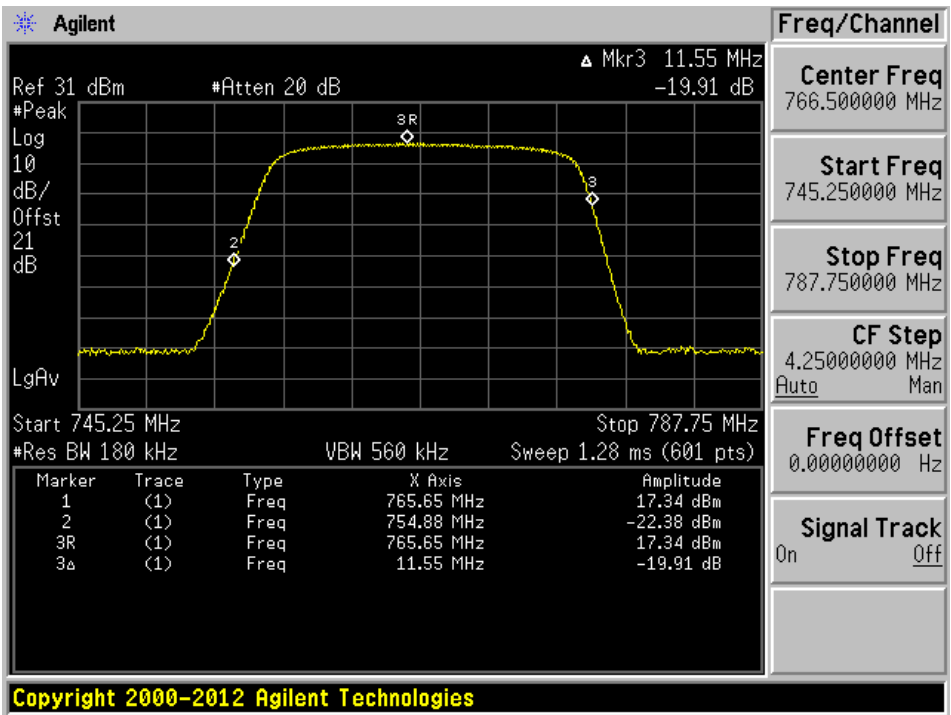 Agilent
Freq/Channel
▵ Mkr3 11.55 MHz
Ref 31 dBm #Atten 20 dB -19.91 dB
#Peak
Log
10
dB/
Offst
21
dB
LgAv
3R
3
2
Start 745.25 MHz Stop 787.75 MHz
#Res BW 180 kHz VBW 560 kHz Sweep 1.28 ms (601 pts)
Marker Trace Type X Axis Amplitude
1 (1) Freq 765.65 MHz 17.34 dBm
2 (1) Freq 754.88 MHz -22.38 dBm
3R (1) Freq 765.65 MHz 17.34 dBm
3▵ (1) Freq 11.55 MHz -19.91 dB
Center Freq
766.500000 MHz
Start Freq
745.250000 MHz
Stop Freq
787.750000 MHz
CF Step
4.25000000 MHz
Auto Man
Freq Offset
0.00000000 Hz
Signal Track
On Off
Copyright 2000-2012 Agilent Technologies